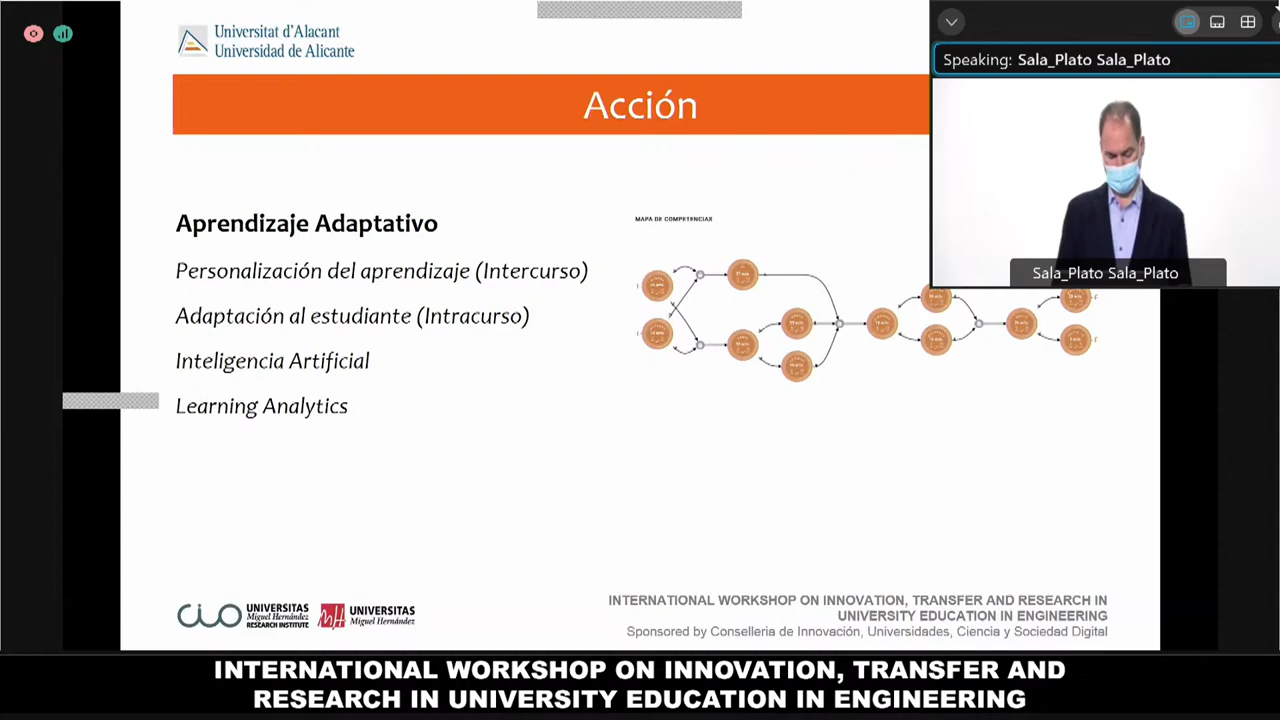 Universitat d'Alacant
Universidad de Alicante
Speaking: Sala_Plato Sala_Plato
Acción
Sala_Plato Sala_Plato
Aprendizaje Adaptativo
MAPA DE COMPETENCIAS
Personalización del aprendizaje (Intercurso)
Adaptación al estudiante (Intracurso)
Inteligencia Artificial
Learning Analytics
CIO
UNIVERSITAS
Miguel Hernández
RESEARCH INSTITUTE
UNIVERSITAS
Miguel Hernández
INTERNATIONAL WORKSHOP ON INNOVATION, TRANSFER AND RESEARCH IN
UNIVERSITY EDUCATION IN ENGINEERING
Sponsored by Conselleria de Innovación, Universidades, Ciencia y Sociedad Digital
INTERNATIONAL WORKSHOP ON INNOVATION, TRANSFER AND
RESEARCH IN UNIVERSITY EDUCATION IN ENGINEERING